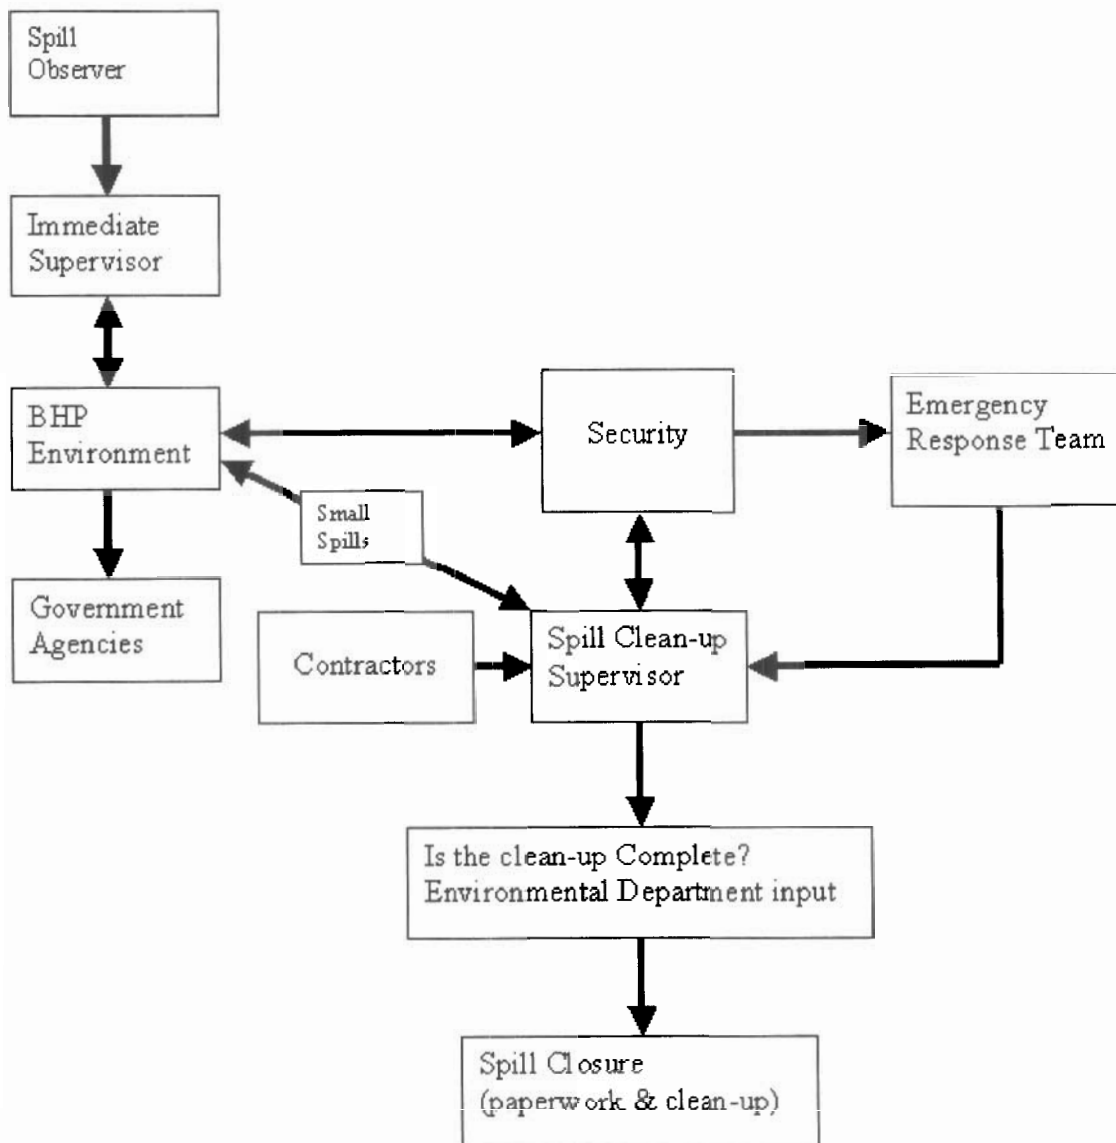 Spill
Observer
Immediate
Supervisor
BHP
Environment
Security
Emergency
Response Team
Small
Spills
Government
Agencies
Contractors
Spill Clean-up
Supervisor
Is the clean-up Complete?
Environmental Department input
Spill Closure
(paperwork & clean-up)